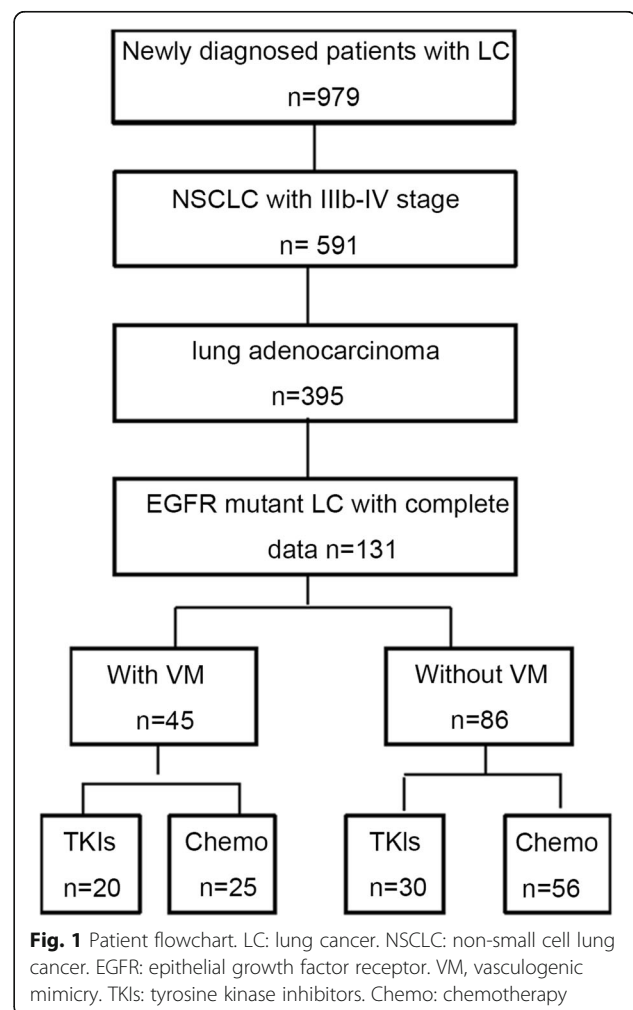 Newly diagnosed patients with LC
n=979
NSCLC with IIIb-IV stage
n= 591
lung adenocarcinoma
n=395
EGFR mutant LC with complete
data n=131
With VM
n=45
Without VM
n=86
TKIs
n=20
Chemo
n=25
TKIs
n=30
Chemo
n=56
Fig. 1 Patient flowchart. LC: lung cancer. NSCLC: non-small cell lung
cancer. EGFR: epithelial growth factor receptor. VM, vasculogenic
mimicry. TKIs: tyrosine kinase inhibitors. Chemo: chemotherapy